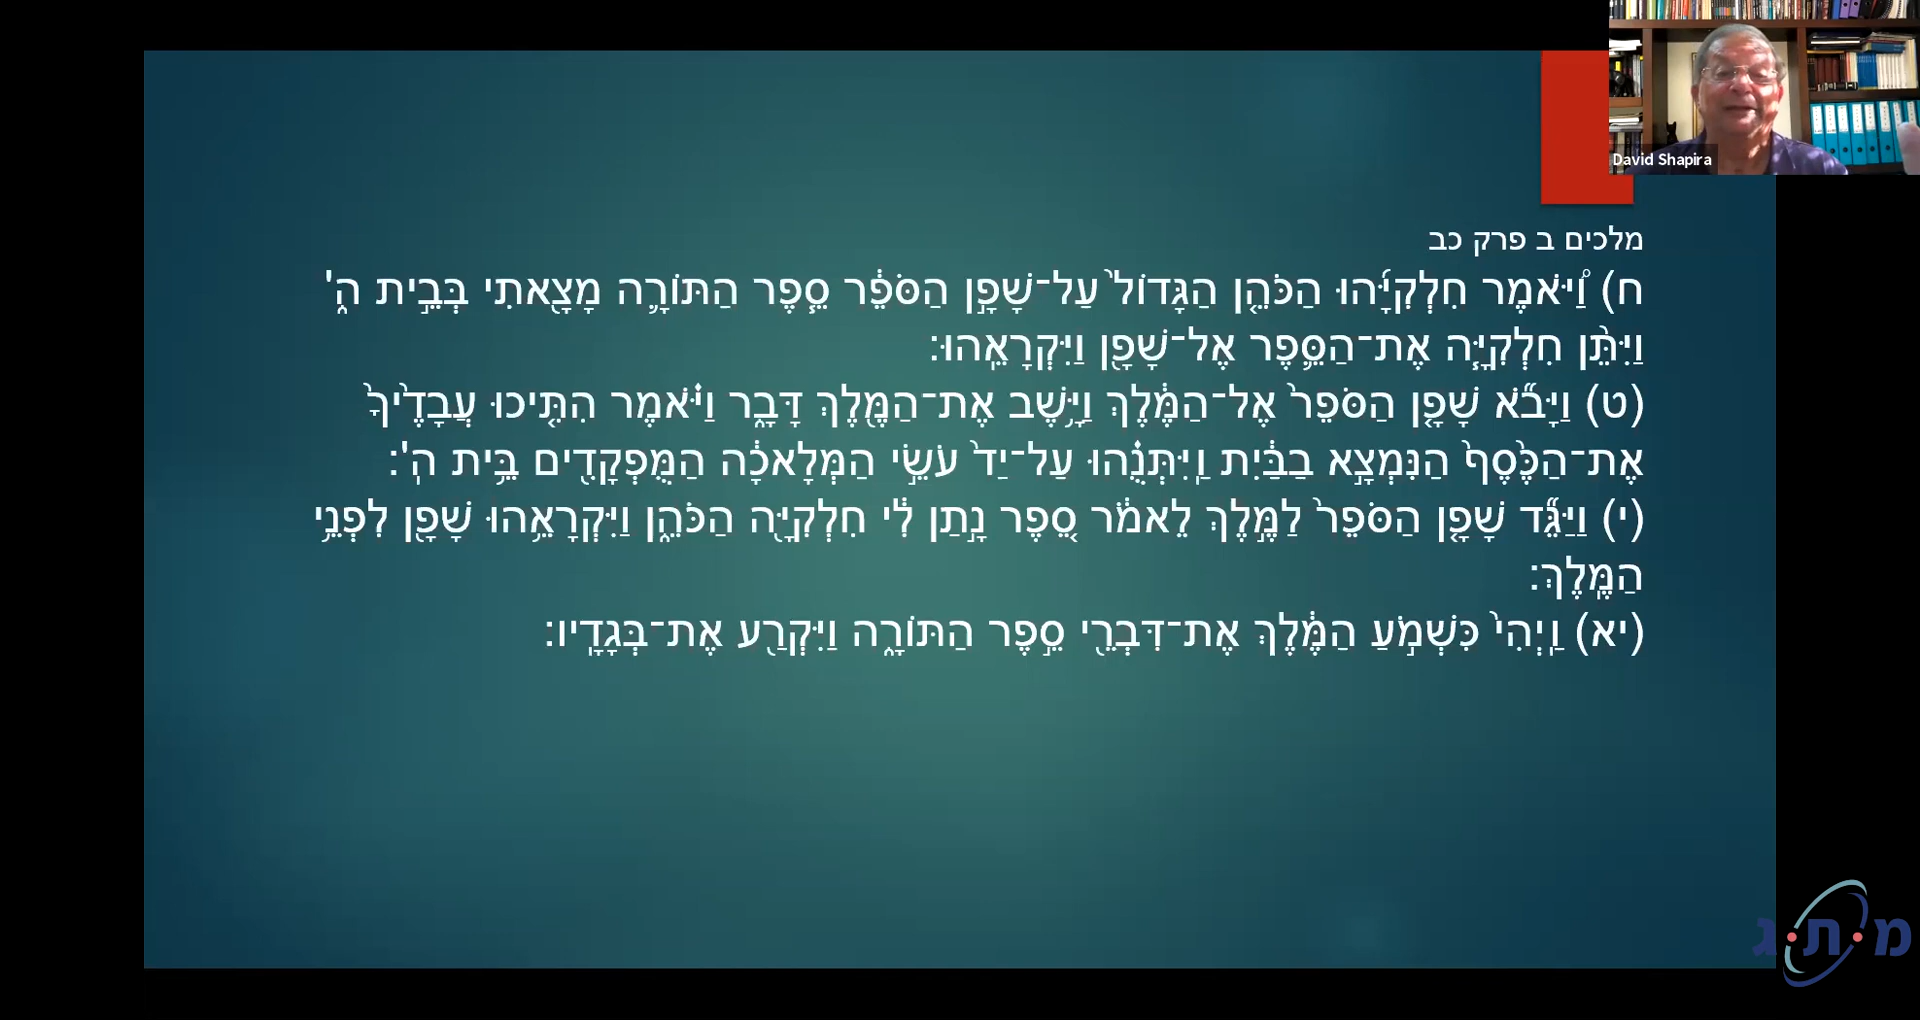 David Shapira
מלכים ב פרק כב
(ח) וַ֠יֹּאמֶר חִלְקִיָּ֜הוּ הַכֹּהֵ֤ן הַגָּדוֹל֙ עַל־שָׁפָ֣ן הַסֹּפֵ֔ר סֵ֧פֶר הַתּוֹרָ֛ה מָצָ֖אתִי בְּבֵ֣ית ה֑'
וַיִּתֵּ֨ן חִלְקִיָּ֧ה אֶת־הַסֵּ֛פֶר אֶל־שָׁפָ֖ן וַיִּקְרָאֵֽהוּ:
(ט) וַיָּבֹ֞א שָׁפָ֤ן הַסֹּפֵר֙ אֶל־הַמֶּ֔לֶךְ וַיָּ֥שֶׁב אֶת־הַמֶּ֖לֶךְ דָּבָ֑ר וַיֹּ֗אמֶר הִתִּ֤יכוּ עֲבָדֶ֙יךָ֙
אֶת־הַכֶּ֙סֶף֙ הַנִּמְצָ֣א בַבַּ֔יִת וַֽיִּתְּנֻ֗הוּ עַל־יַד֙ עֹשֵׂ֣י הַמְּלָאכָ֔ה הַמֻּפְקָדִ֖ים בֵּ֥ית הֽ':
(י) וַיַּגֵּ֞ד שָׁפָ֤ן הַסֹּפֵר֙ לַמֶּ֣לֶךְ לֵאמֹ֔ר סֵ֚פֶר נָ֣תַן לִ֔י חִלְקִיָּ֖ה הַכֹּהֵ֑ן וַיִּקְרָאֵ֥הוּ שָׁפָ֖ן לִפְנֵ֥י
הַמֶּֽלֶךְ:
(יא) וַֽיְהִי֙ כִּשְׁמֹ֣עַ הַמֶּ֔לֶךְ אֶת־דִּבְרֵ֖י סֵ֣פֶר הַתּוֹרָ֑ה וַיִּקְרַ֖ע אֶת־בְּגָדָֽיו:
מ.ת.ג